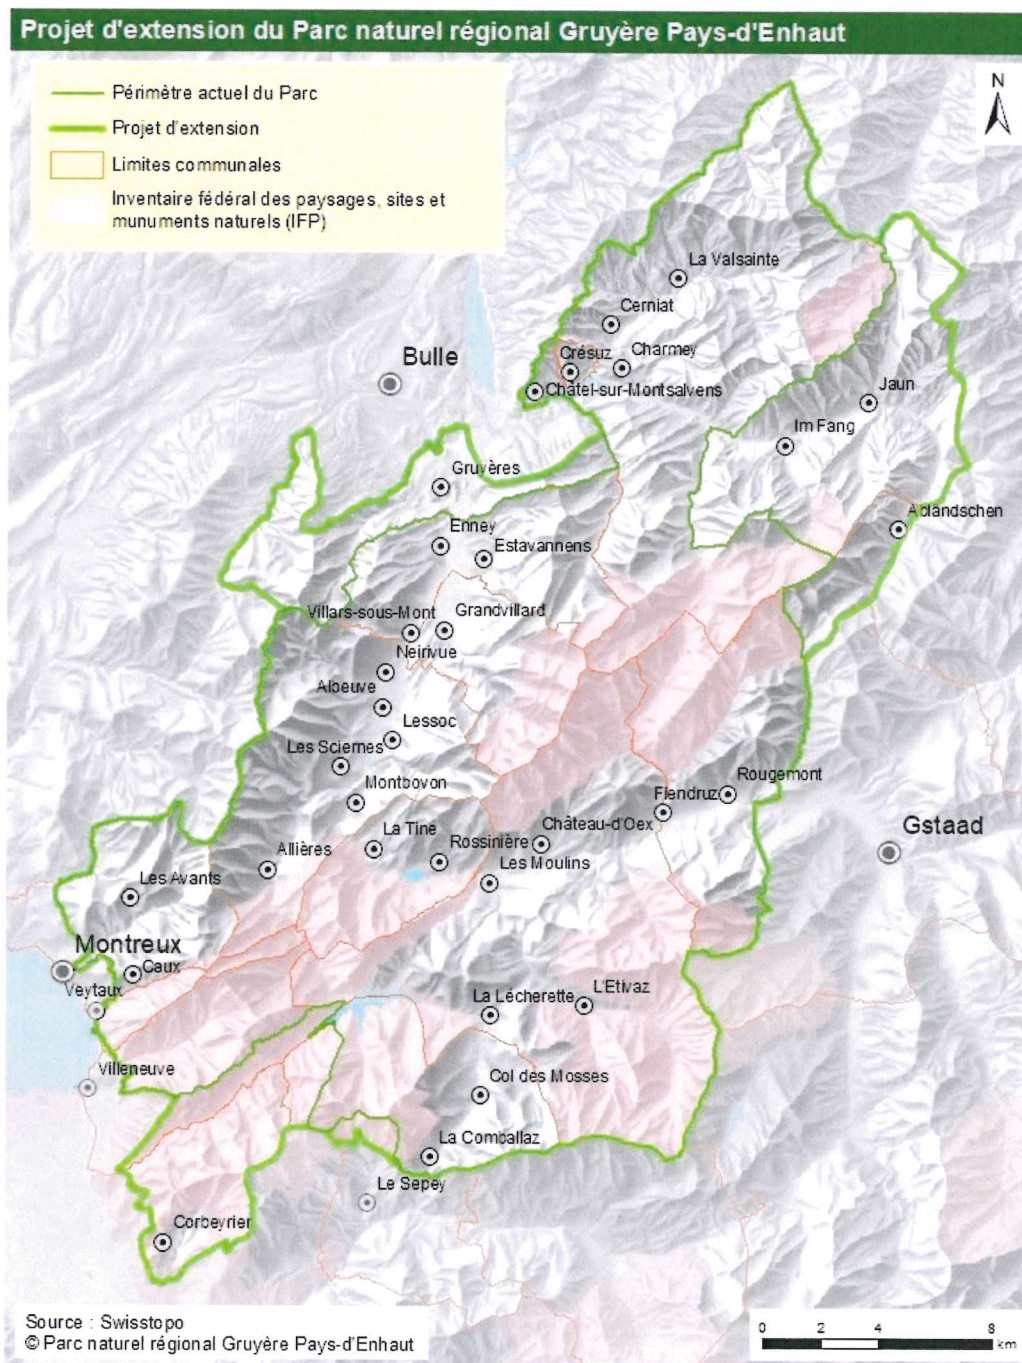 Projet d'extension du Parc naturel régional Gruyère Pays-d'Enhaut
Périmètre actuel du Parc
Projet d'extension
Limites communales
Inventaire fédéral des paysages, sites et
munuments naturels (IFP)
N
La Valsainte
Cerniat
Bulle
Crésuz
Charmey
Châtel-sur-Montsalvens
Jaun
Im Fang
Gruyères
Ablandschen
Enney
Estavannens
Villars-sous-Mont
Grandvillard
Neirivue
Albeuve
Lessoc
Les Sciernes
Montbovon
Rougemont
Flendruz
Château-d'Oex
Gstaad
La Tine
Rossinière
Les Moulins
Allières
Les Avants
Montreux
Caux
Veytaux
La Lécherette
L'Etivaz
Villeneuve
Col des Mosses
La Comballaz
Le Sepey
Corbeyrier
Source : Swisstopo
© Parc naturel régional Gruyère Pays-d'Enhaut
0 2 4 8
km